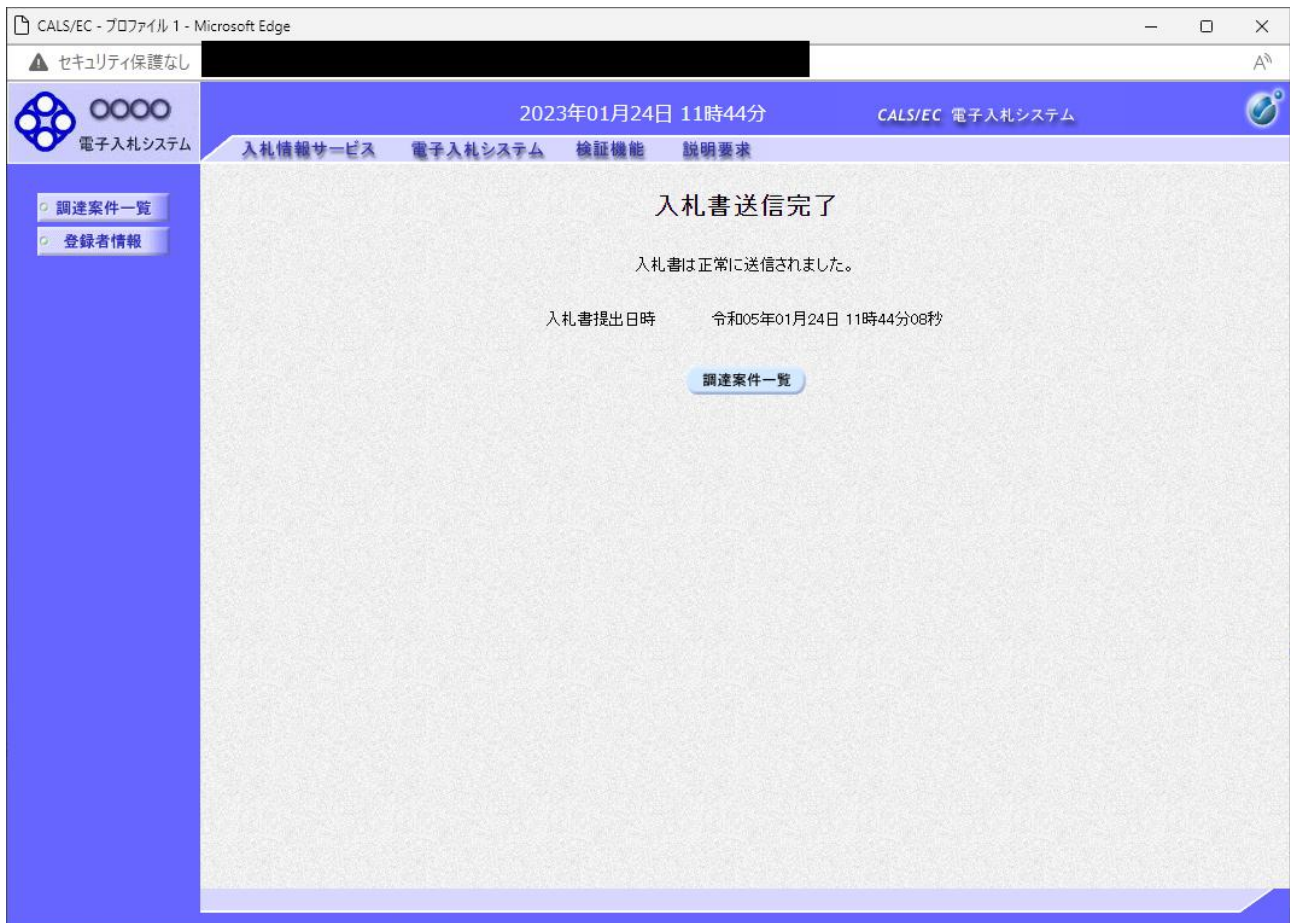 CALS/EC - プロファイル 1 - Microsoft Edge
セキュリティ保護なし
○○○○
電子入札システム
2023年01月24日 11時44分
CALS/EC 電子入札システム
入札情報サービス 電子入札システム 検証機能 説明要求
調達案件一覧
登録者情報
入札書送信完了
入札書は正常に送信されました。
入札書提出日時 令和05年01月24日 11時44分08秒
調達案件一覧